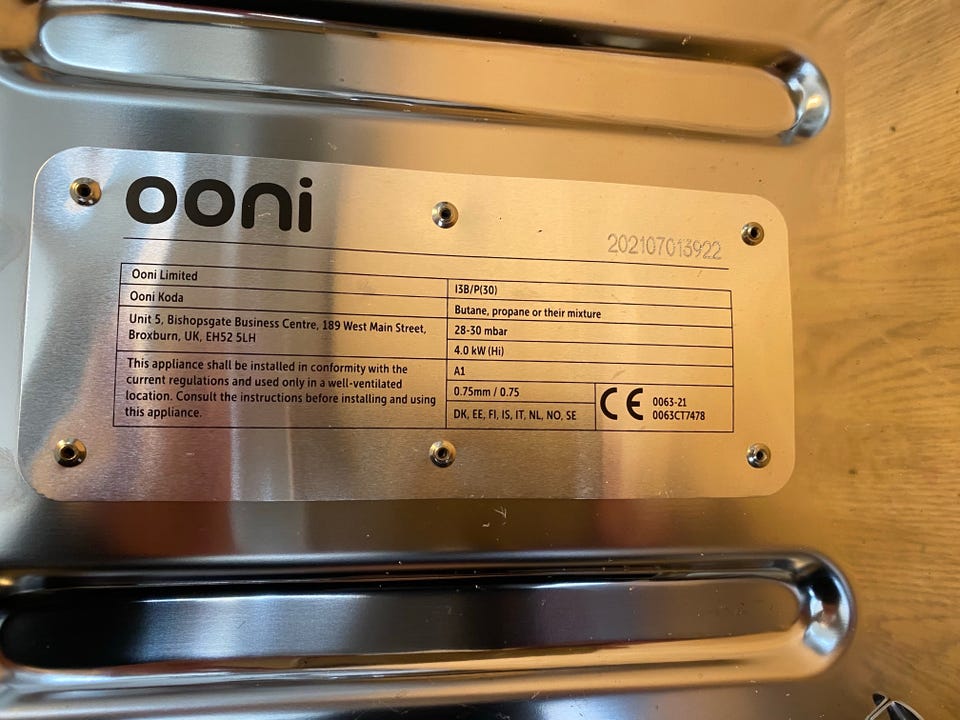 ooni
202107013922
Ooni Limited
Ooni Koda
Unit 5, Bishopsgate Business Centre, 189 West Main Street,
Broxburn, UK, EH52 5LH
This appliance shall be installed in conformity with the
current regulations and used only in a well-ventilated
location. Consult the instructions before installing and using
this appliance.
I3B/P(30)
Butane, propane or their mixture
28-30 mbar
4.0 kW (Hi)
A1
0.75mm / 0.75
DK, EE, FI, IS, IT, NL, NO, SE
CE
0063-21
0063CT7478